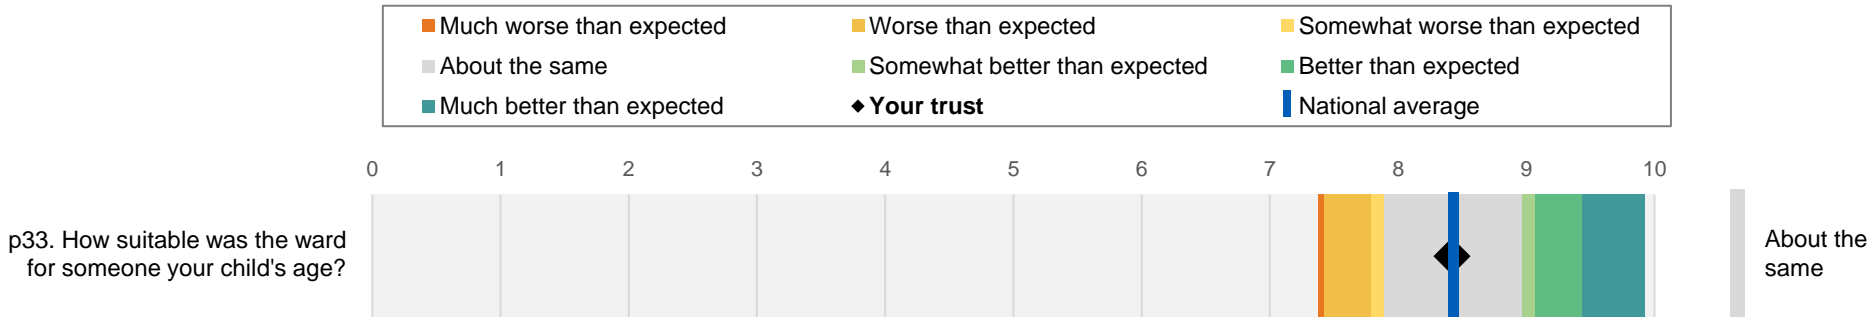 Much worse than expected
Worse than expected
Somewhat worse than expected
About the same
Somewhat better than expected
Better than expected
Much better than expected
Your trust
National average
0 1 2 3 4 5 6 7 8 9 10
p33. How suitable was the ward
for someone your child's age?
About the
same